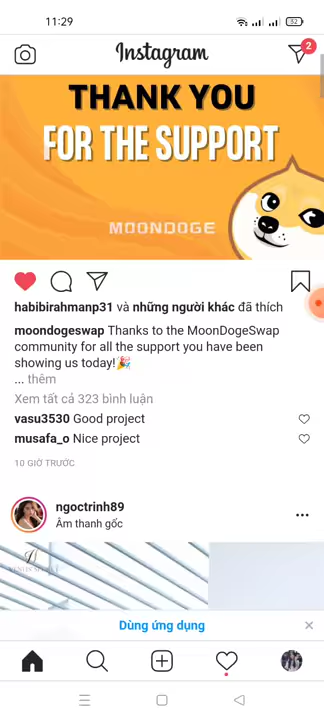 11:29
52
Instagram
2
THANK YOU
FOR THE SUPPORT
MOONDOGE
habibirahmanp31 và những người khác đã thích
moondogeswap Thanks to the MoonDogeSwap
community for all the support you have been
showing us today!🎉
... thêm
Xem tất cả 323 bình luận
vasu3530 Good project
musafa_o Nice project
10 GIỜ TRƯỚC
ngoctrinh89
Âm thanh gốc
Dùng ứng dụng